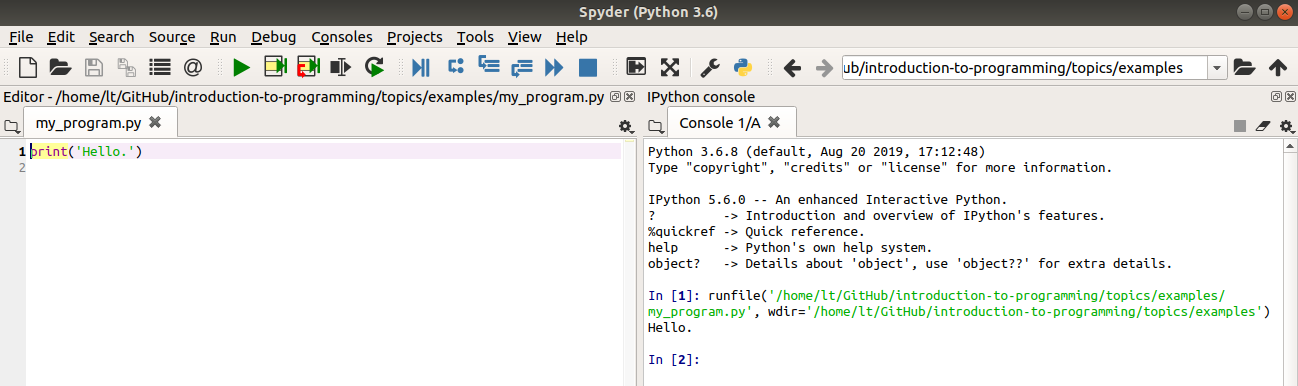 Spyder (Python 3.6)
File Edit Search Source Run Debug Consoles Projects Tools View Help
ub/introduction-to-programming/topics/examples
Editor - /home/lt/GitHub/introduction-to-programming/topics/examples/my_program.py
my_program.py
1 print('Hello.')
2
IPython console
Console 1/A
Python 3.6.8 (default, Aug 20 2019, 17:12:48)
Type "copyright", "credits" or "license" for more information.
IPython 5.6.0 -- An enhanced Interactive Python.
?         -> Introduction and overview of IPython's features.
%quickref -> Quick reference.
help      -> Python's own help system.
object?   -> Details about 'object', use 'object??' for extra details.
In [1]: runfile('/home/lt/GitHub/introduction-to-programming/topics/examples/
my_program.py', wdir='/home/lt/GitHub/introduction-to-programming/topics/examples')
Hello.
In [2]: